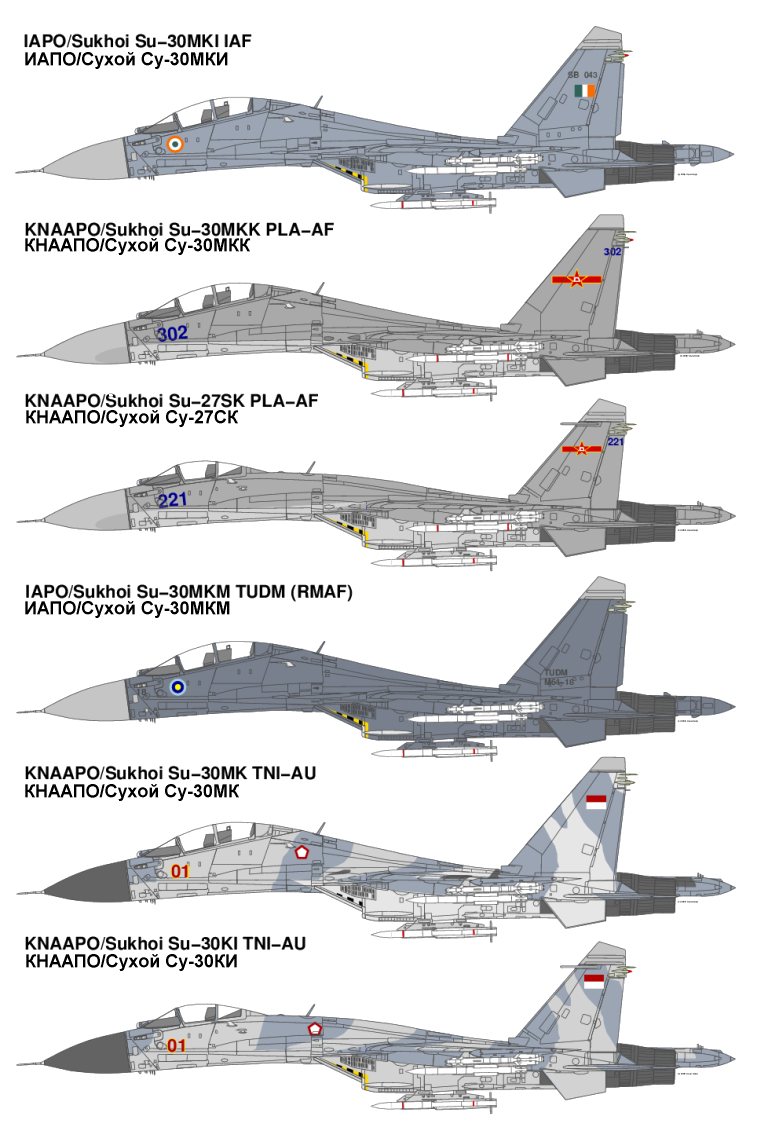 IAPO/Sukhoi Su-30MKI IAF
ИАПО/Сухой Су-30МКИ
SB 043
KNAAPO/Sukhoi Su-30MKK PLA-AF
КНААПО/Сухой Су-30МКК
302
302
KNAAPO/Sukhoi Su-27SK PLA-AF
КНААПО/Сухой Су-27СК
221
221
IAPO/Sukhoi Su-30MKM TUDM (RMAF)
ИАПО/Сухой Су-30МКМ
TUDM
KNAAPO/Sukhoi Su-30MK TNI-AU
КНААПО/Сухой Су-30МК
01
KNAAPO/Sukhoi Su-30KI TNI-AU
КНААПО/Сухой Су-30КИ
01